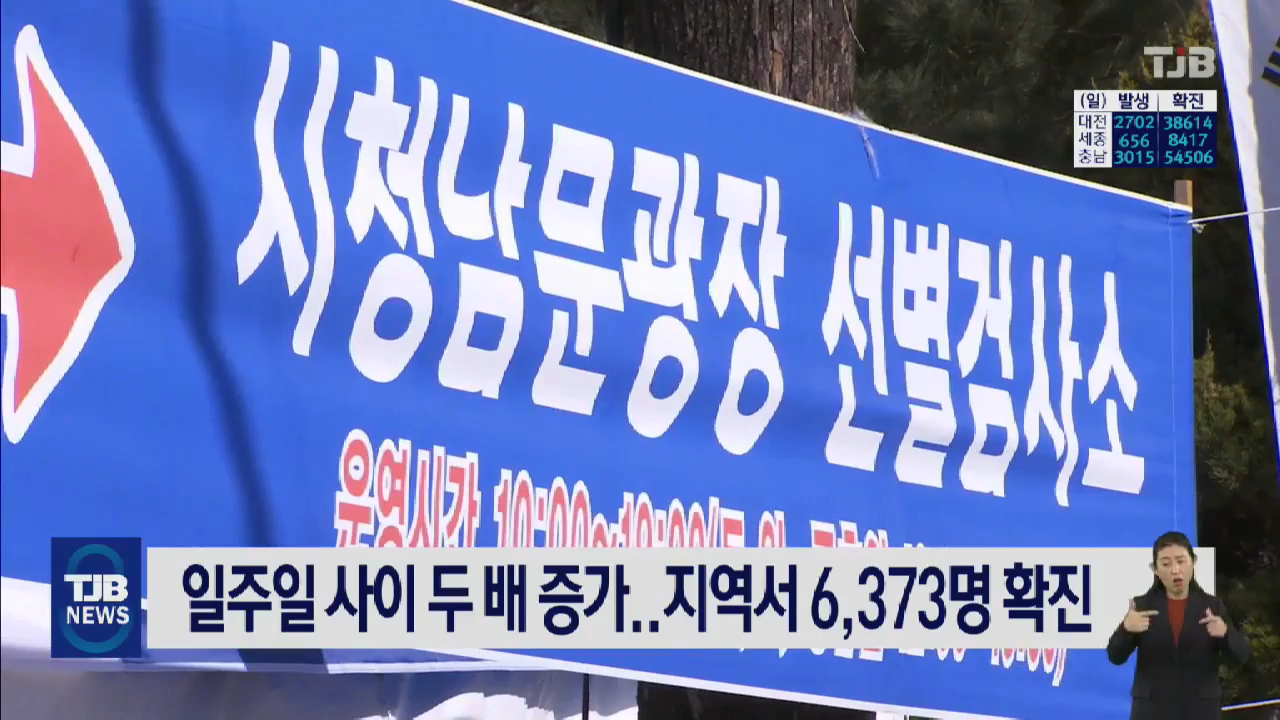 TJB
(일) 발생 확진
대전 2702 38614
세종 656 8417
충남 3015 54506
시청남문광장 선별검사소
운영시간
TJB
NEWS
일주일 사이 두 배 증가..지역서 6,373명 확진